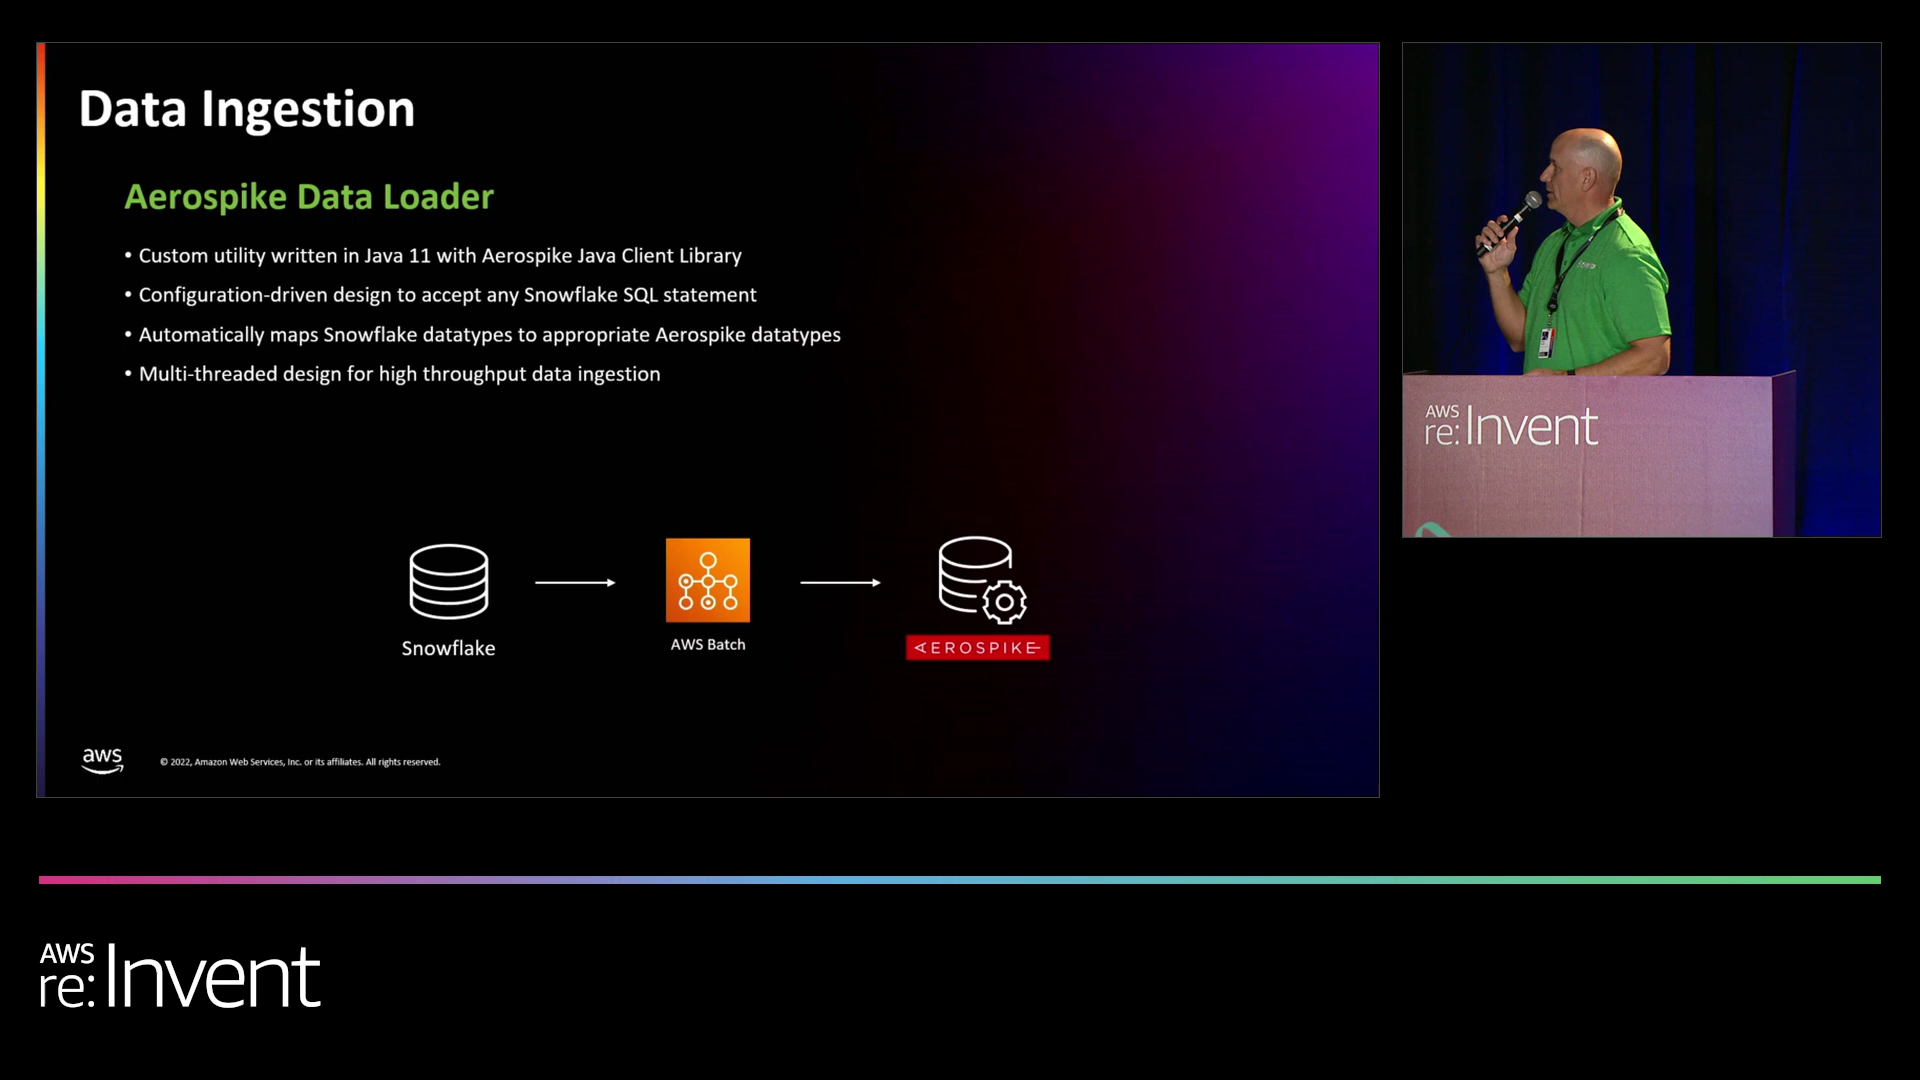 Data Ingestion
Aerospike Data Loader
• Custom utility written in Java 11 with Aerospike Java Client Library
• Configuration-driven design to accept any Snowflake SQL statement
• Automatically maps Snowflake datatypes to appropriate Aerospike datatypes
• Multi-threaded design for high throughput data ingestion
Snowflake
AWS Batch
AEROSPIKE
aws
© 2022, Amazon Web Services, Inc. or its affiliates. All rights reserved.
AWS
re:Invent
AWS
re:Invent